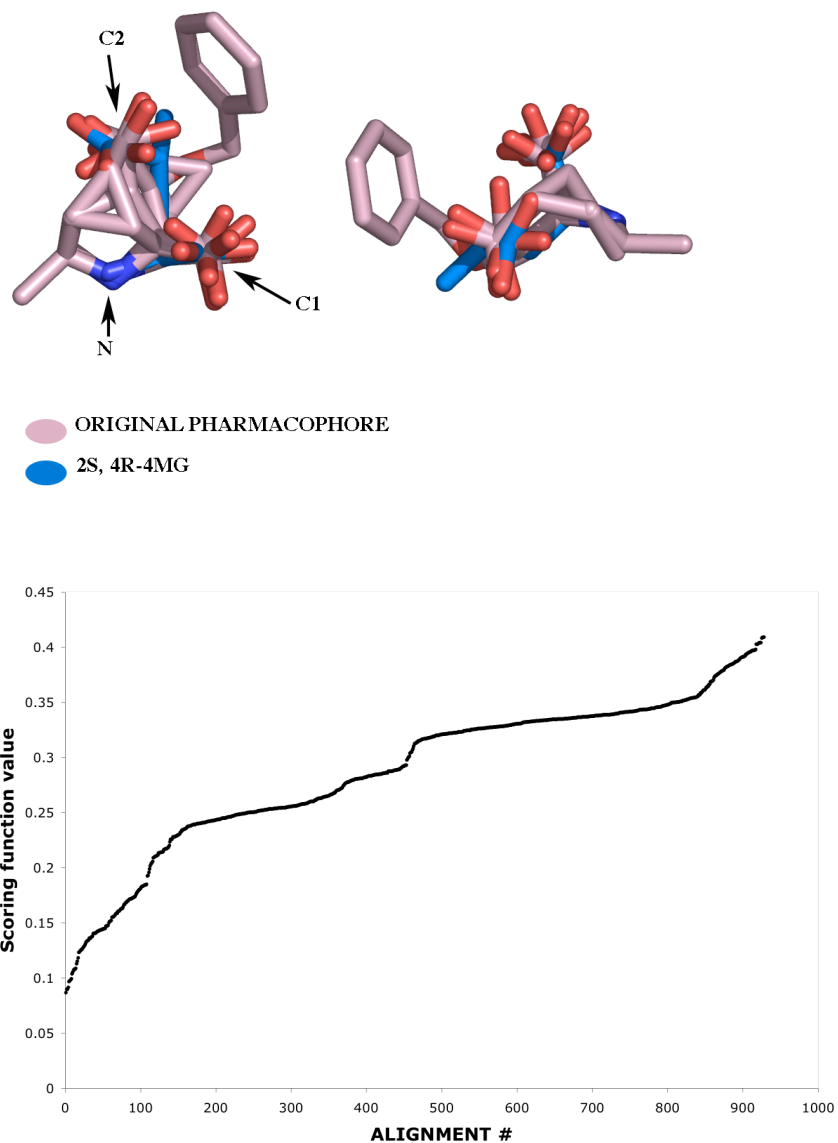 C2
C1
N
ORIGINAL PHARMACOPHORE
2S, 4R-4MG
Scoring function value
0.45
0.4
0.35
0.3
0.25
0.2
0.15
0.1
0.05
0
0 100 200 300 400 500 600 700 800 900 1000
ALIGNMENT #